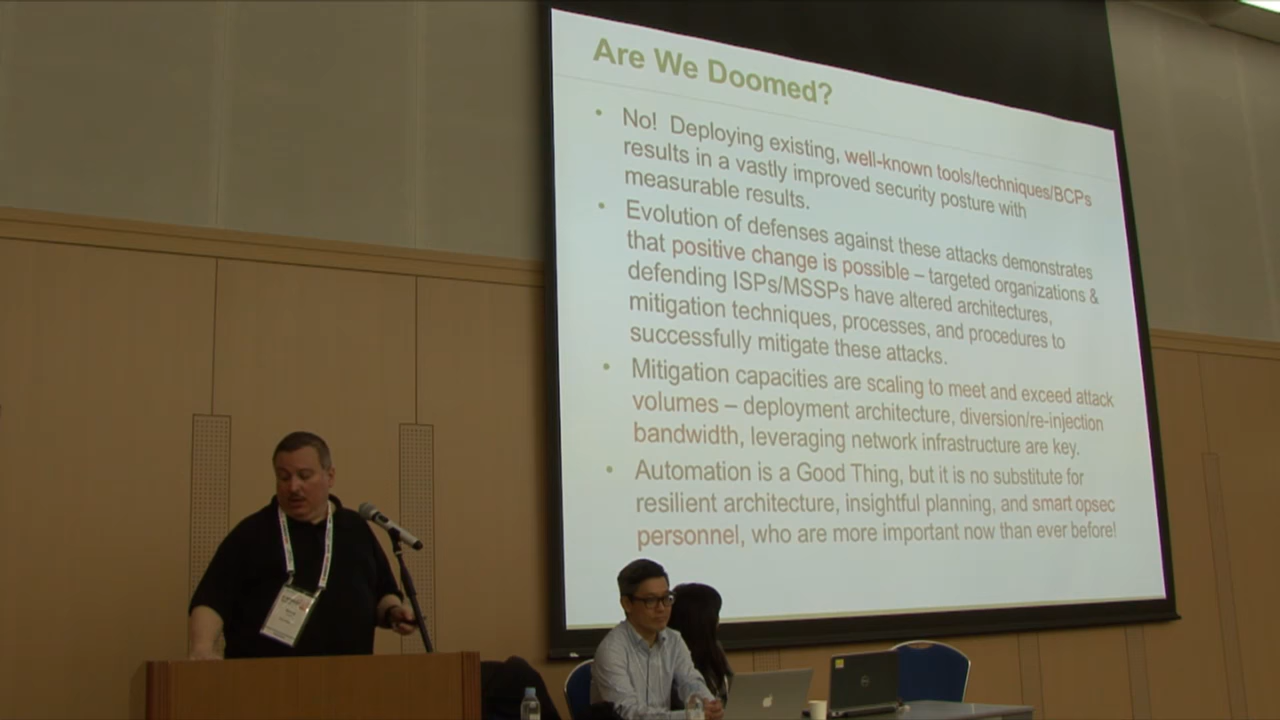 Are We Doomed?
• No! Deploying existing, well-known tools/techniques/BCPs
results in a vastly improved security posture with
measurable results.
• Evolution of defenses against these attacks demonstrates
that positive change is possible – targeted organizations &
defending ISPs/MSSPs have altered architectures,
mitigation techniques, processes, and procedures to
successfully mitigate these attacks.
• Mitigation capacities are scaling to meet and exceed attack
volumes – deployment architecture, diversion/re-injection
bandwidth, leveraging network infrastructure are key.
• Automation is a Good Thing, but it is no substitute for
resilient architecture, insightful planning, and smart opsec
personnel, who are more important now than ever before!